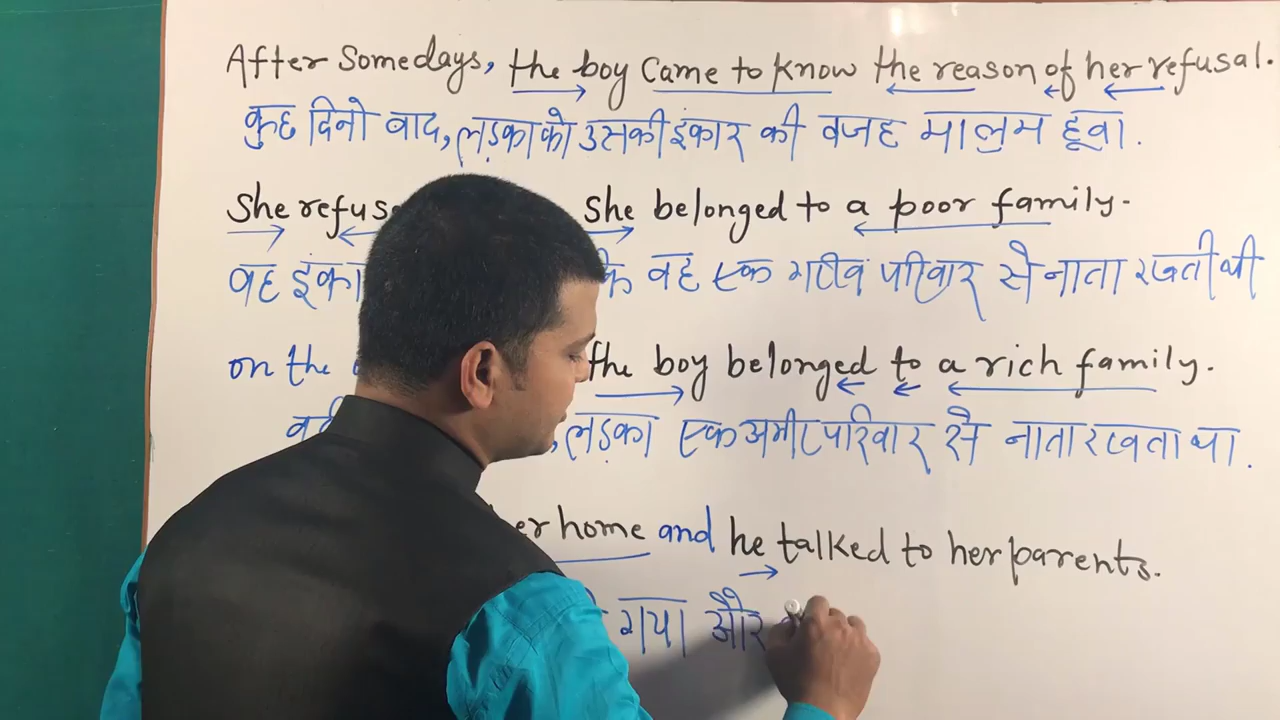 After Somedays, the boy came to know the reason of her refusal.
कुछ दिनो बाद, लड़का को उसकी इंकार की वजह मालुम हूवा.
She refus She belonged to a poor family.
वह इंका वह एक गरीब परिवार से नाता रखती थी
on the the boy belonged to a rich family.
लड़का एक अमीर परिवार से नाता रखता था.
er home and he talked to her parents.
गया और